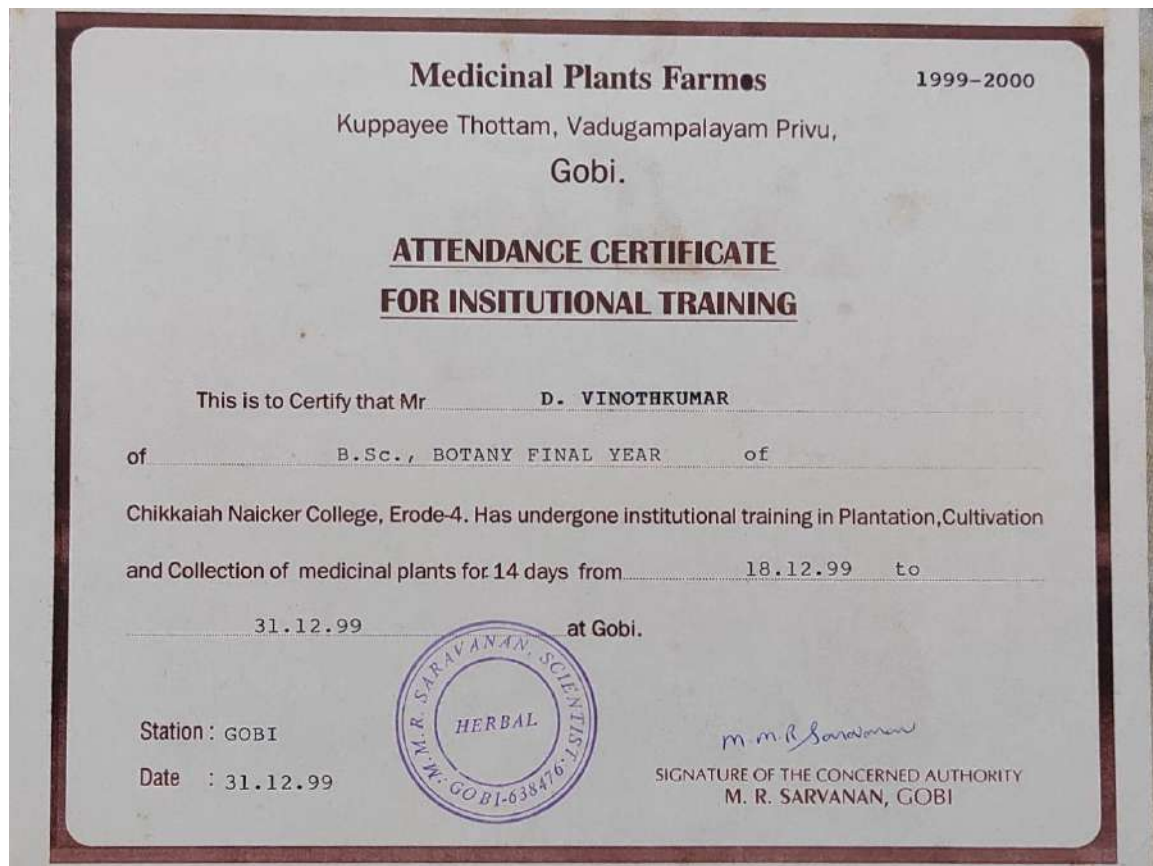 Medicinal Plants Farmes
1999-2000
Kuppayee Thottam, Vadugampalayam Privu,
Gobi.
ATTENDANCE CERTIFICATE
FOR INSITUTIONAL TRAINING
This is to Certify that Mr D. VINOTHKUMAR
of B.Sc., BOTANY FINAL YEAR of
Chikkaiah Naicker College, Erode-4. Has undergone institutional training in Plantation,Cultivation
and Collection of medicinal plants for 14 days from 18.12.99 to
31.12.99 at Gobi.
M.M.R. SARAVANAN, SCIENTIST
HERBAL
GOBI-638476
Station : GOBI
Date : 31.12.99
M.M.R Saravanan
SIGNATURE OF THE CONCERNED AUTHORITY
M. R. SARVANAN, GOBI